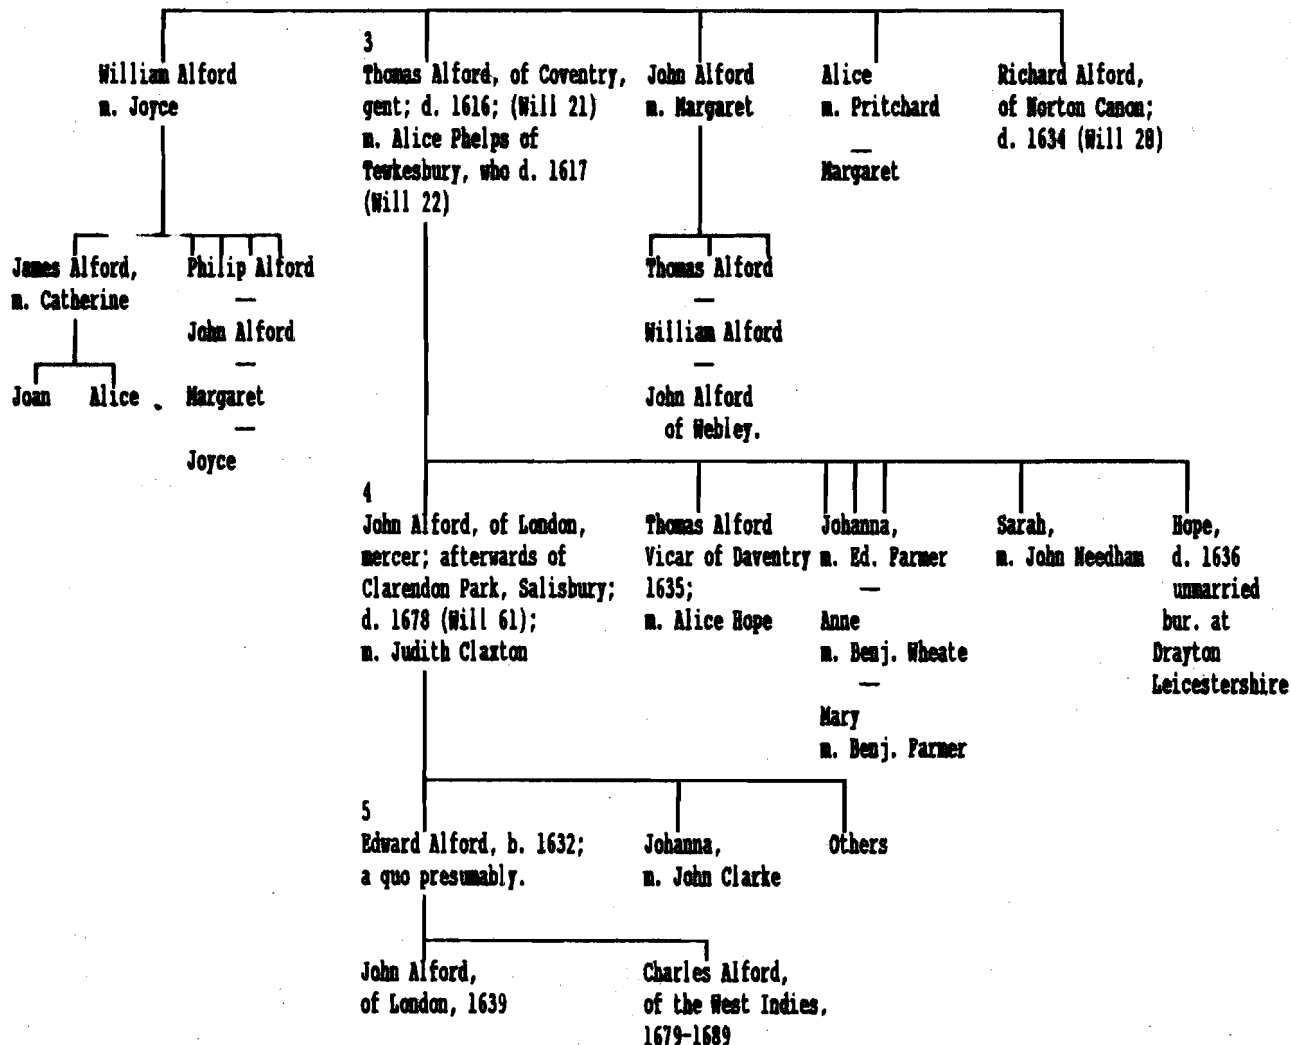 William Alford
m. Joyce
3
Thomas Alford, of Coventry,
gent; d. 1616; (Will 21)
m. Alice Phelps of
Tewkesbury, who d. 1617
(Will 22)
John Alford
m. Margaret
Alice
m. Pritchard
—
Margaret
Richard Alford,
of Norton Canon;
d. 1634 (Will 28)
James Alford,
m. Catherine
Joan Alice
Philip Alford
—
John Alford
—
Margaret
—
Joyce
Thomas Alford
—
William Alford
—
John Alford
of Webley.
4
John Alford, of London,
mercer; afterwards of
Clarendon Park, Salisbury;
d. 1678 (Will 61);
m. Judith Claxton
Thomas Alford
Vicar of Daventry
1635;
m. Alice Hope
Johanna,
m. Ed. Farmer
—
Anne
m. Benj. Wheate
—
Mary
m. Benj. Farmer
Sarah,
m. John Needham
Hope,
d. 1636
unmarried
bur. at
Drayton
Leicestershire
5
Edward Alford, b. 1632;
a quo presumably.
Johanna,
m. John Clarke
Others
John Alford,
of London, 1639
Charles Alford,
of the West Indies,
1679-1689